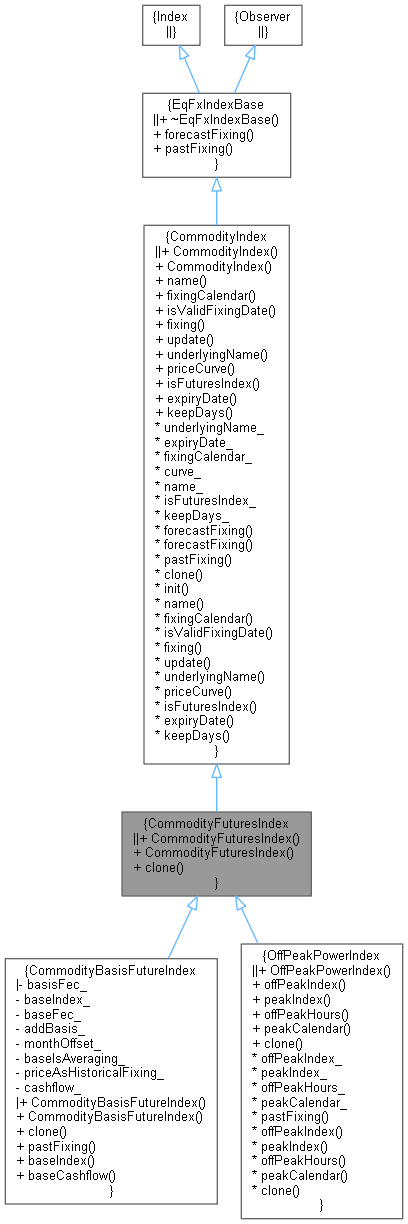 {Index
||}
{Observer
||}
{EqFxIndexBase
||+ ~EqFxIndexBase()
+ forecastFixing()
+ pastFixing()
}
{CommodityIndex
||+ CommodityIndex()
+ CommodityIndex()
+ name()
+ fixingCalendar()
+ isValidFixingDate()
+ fixing()
+ update()
+ underlyingName()
+ priceCurve()
+ isFuturesIndex()
+ expiryDate()
+ keepDays()
* underlyingName_
* expiryDate_
* fixingCalendar_
* curve_
* name_
* isFuturesIndex_
* keepDays_
* forecastFixing()
* forecastFixing()
* pastFixing()
* clone()
* init()
* name()
* fixingCalendar()
* isValidFixingDate()
* fixing()
* update()
* underlyingName()
* priceCurve()
* isFuturesIndex()
* expiryDate()
* keepDays()
}
{CommodityFuturesIndex
||+ CommodityFuturesIndex()
+ CommodityFuturesIndex()
+ clone()
}
{CommodityBasisFutureIndex
|- basisFec_
- baseIndex_
- baseFec_
- addBasis_
- monthOffset_
- baseIsAveraging_
- priceAsHistoricalFixing_
- cashflow_
|+ CommodityBasisFutureIndex()
+ CommodityBasisFutureIndex()
+ clone()
+ pastFixing()
+ baseIndex()
+ baseCashflow()
}
{OffPeakPowerIndex
||+ OffPeakPowerIndex()
+ offPeakIndex()
+ peakIndex()
+ offPeakHours()
+ peakCalendar()
+ clone()
* offPeakIndex_
* peakIndex_
* offPeakHours_
* peakCalendar_
* pastFixing()
* offPeakIndex()
* peakIndex()
* offPeakHours()
* peakCalendar()
* clone()
}